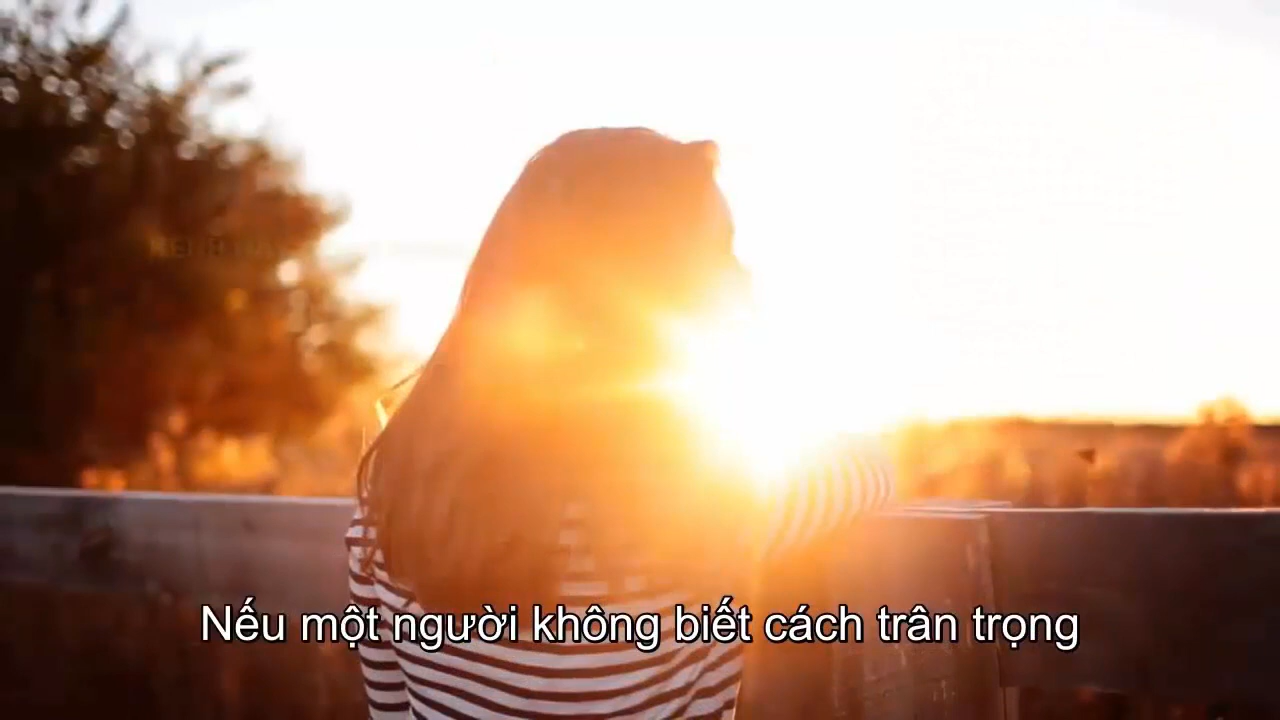 Nếu một người không biết cách trân trọng